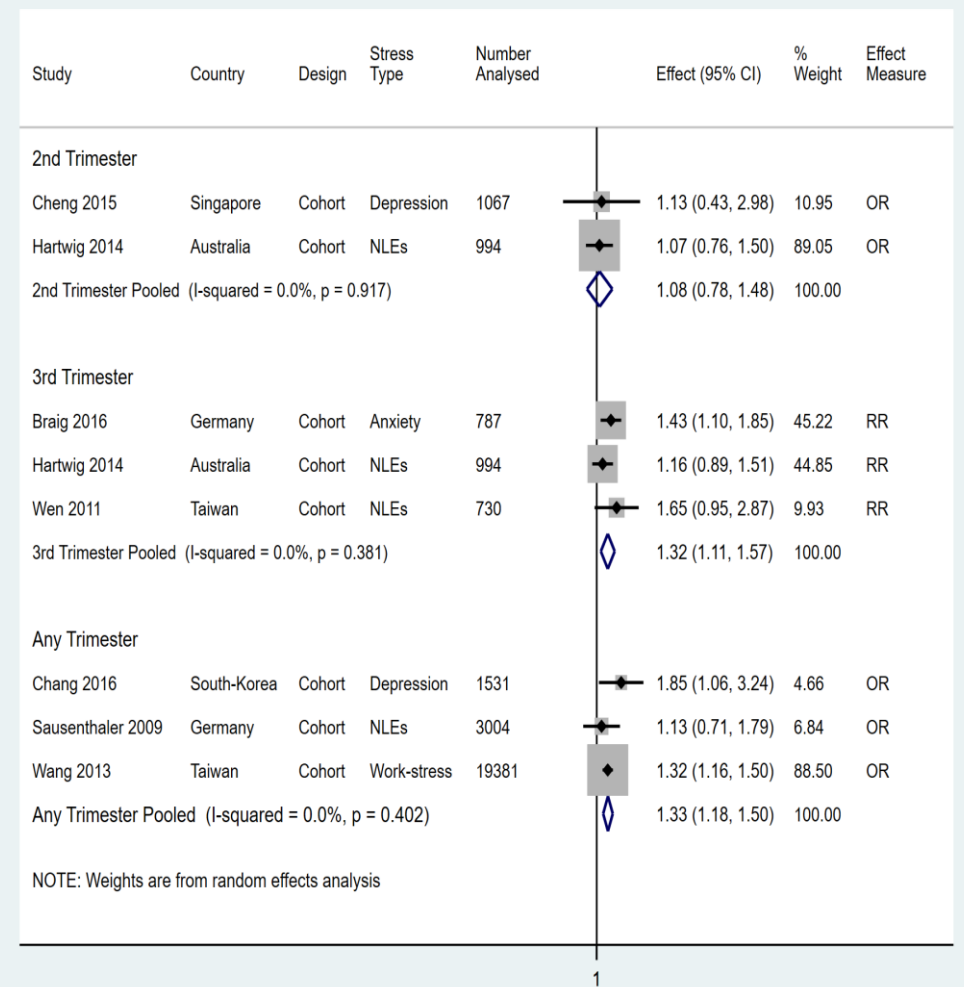 Study Country Design Stress Type Number Analysed Effect (95% CI) % Weight Effect Measure
2nd Trimester
Cheng 2015 Singapore Cohort Depression 1067 1.13 (0.43, 2.98) 10.95 OR
Hartwig 2014 Australia Cohort NLEs 994 1.07 (0.76, 1.50) 89.05 OR
2nd Trimester Pooled (I-squared = 0.0%, p = 0.917) 1.08 (0.78, 1.48) 100.00
3rd Trimester
Braig 2016 Germany Cohort Anxiety 787 1.43 (1.10, 1.85) 45.22 RR
Hartwig 2014 Australia Cohort NLEs 994 1.16 (0.89, 1.51) 44.85 RR
Wen 2011 Taiwan Cohort NLEs 730 1.65 (0.95, 2.87) 9.93 RR
3rd Trimester Pooled (I-squared = 0.0%, p = 0.381) 1.32 (1.11, 1.57) 100.00
Any Trimester
Chang 2016 South-Korea Cohort Depression 1531 1.85 (1.06, 3.24) 4.66 OR
Sausenthaler 2009 Germany Cohort NLEs 3004 1.13 (0.71, 1.79) 6.84 OR
Wang 2013 Taiwan Cohort Work-stress 19381 1.32 (1.16, 1.50) 88.50 OR
Any Trimester Pooled (I-squared = 0.0%, p = 0.402) 1.33 (1.18, 1.50) 100.00
NOTE: Weights are from random effects analysis
1